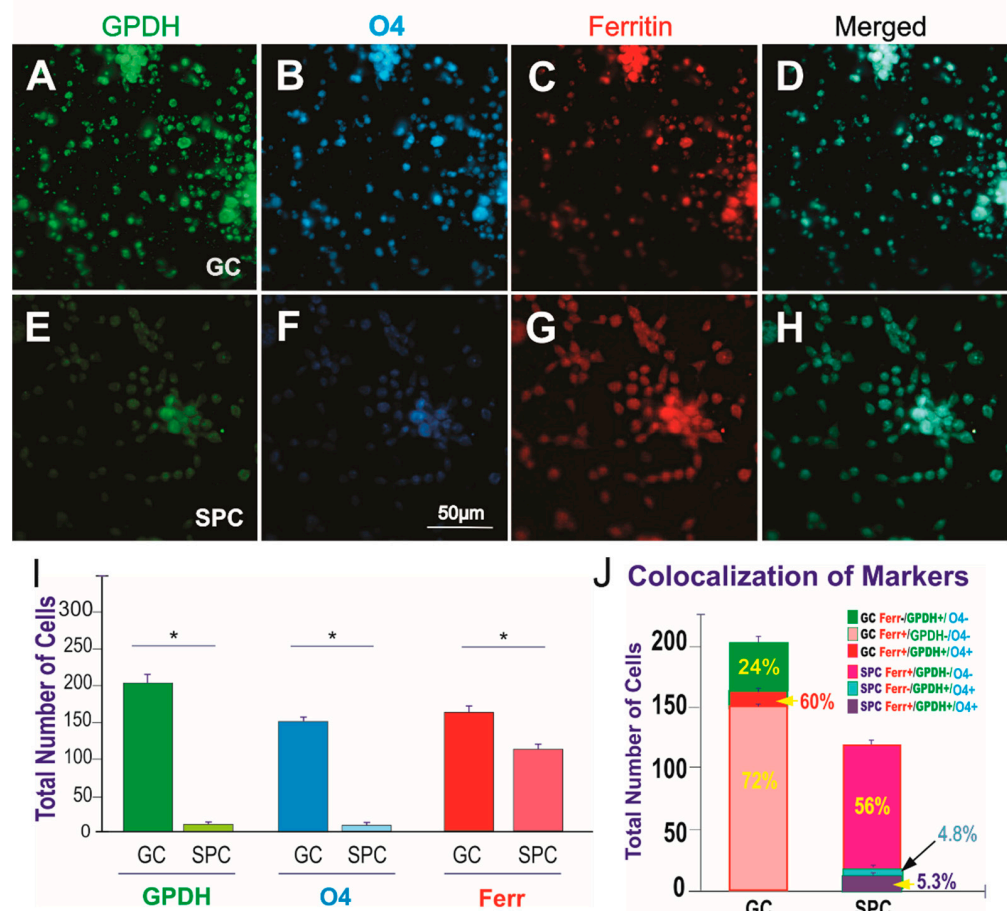 GPDH O4 Ferritin Merged
A B C D
GC
E F G H
SPC
50µm
I
Total Number of Cells
300
250
200
150
100
50
0
* * *
GC SPC GC SPC GC SPC
GPDH O4 Ferr
J Colocalization of Markers
Total Number of Cells
200
150
100
50
0
24%
60%
72%
56%
4.8%
5.3%
GC Ferr-/GPDH+/O4-
GC Ferr+/GPDH-/O4-
GC Ferr+/GPDH+/O4+
SPC Ferr+/GPDH-/O4-
SPC Ferr-/GPDH+/O4+
SPC Ferr+/GPDH+/O4+
GC SPC